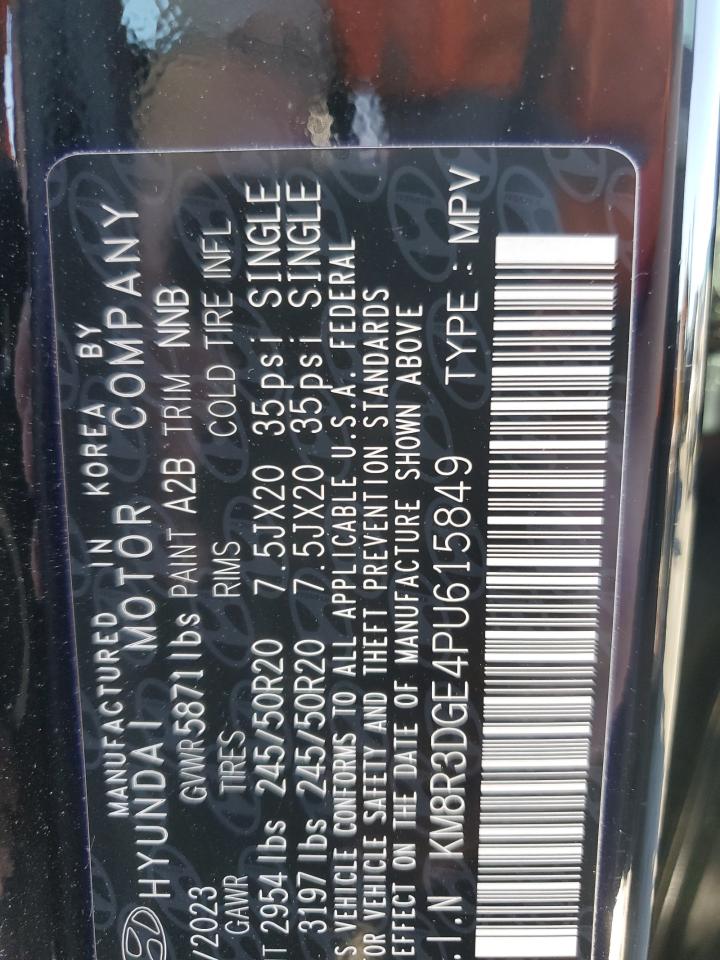 MANUFACTURED IN KOREA BY
HYUNDAI MOTOR COMPANY
/2023 GVWR 5871 lbs PAINT A2B TRIM NNB
GAWR TIRES RIMS COLD TIRE INFL
T 2954 lbs 245/50R20 7.5JX20 35psi SINGLE
3197 lbs 245/50R20 7.5JX20 35psi SINGLE
S VEHICLE CONFORMS TO ALL APPLICABLE U.S.A. FEDERAL
OR VEHICLE SAFETY AND THEFT PREVENTION STANDARDS
EFFECT ON THE DATE OF MANUFACTURE SHOWN ABOVE
.I.N KM8R3DGE4PU615849 TYPE : MPV